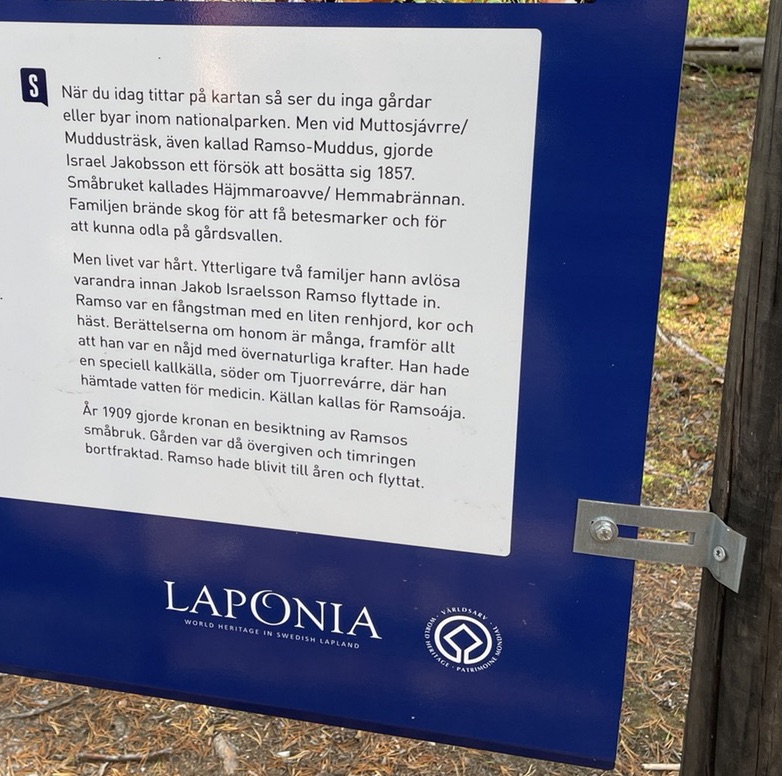 S
När du idag tittar på kartan så ser du inga gårdar
eller byar inom nationalparken. Men vid Muttosjávrre/
Muddusträsk, även kallad Ramso-Muddus, gjorde
Israel Jakobsson ett försök att bosätta sig 1857.
Småbruket kallades Häjmmaroavve/ Hemmabrännan.
Familjen brände skog för att få betesmarker och för
att kunna odla på gårdsvallen.
Men livet var hårt. Ytterligare två familjer hann avlösa
varandra innan Jakob Israelsson Ramso flyttade in.
Ramso var en fångstman med en liten renhjord, kor och
häst. Berättelserna om honom är många, framför allt
att han var en nåjd med övernaturliga krafter. Han hade
en speciell kallkälla, söder om Tjuorrevárre, där han
hämtade vatten för medicin. Källan kallas för Ramsoája.
År 1909 gjorde kronan en besiktning av Ramsos
småbruk. Gården var då övergiven och timringen
bortfraktad. Ramso hade blivit till åren och flyttat.
LAPONIA
WORLD HERITAGE IN SWEDISH LAPLAND
VÄRLDSARV · WORLD HERITAGE · PATRIMOINE MONDIAL